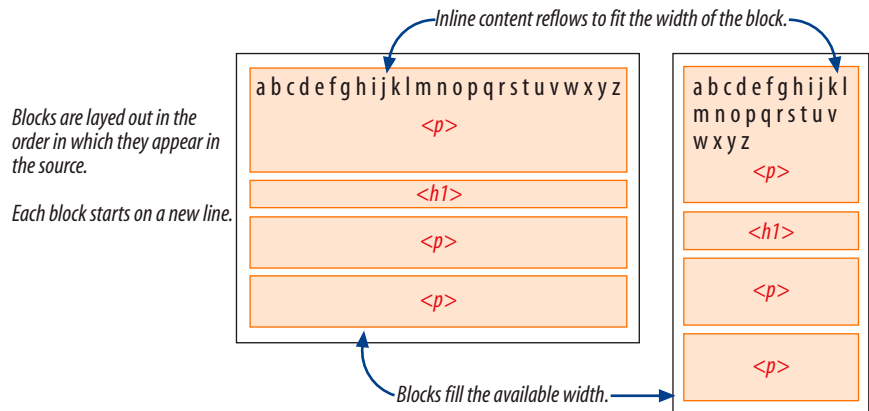 Inline content reflows to fit the width of the block.
Blocks are layed out in the
order in which they appear in
the source.
Each block starts on a new line.
a b c d e f g h i j k l m n o p q r s t u v w x y z
<p>
<h1>
<p>
<p>
a b c d e f g h i j k l
m n o p q r s t u v
w x y z
<p>
<h1>
<p>
<p>
Blocks fill the available width.